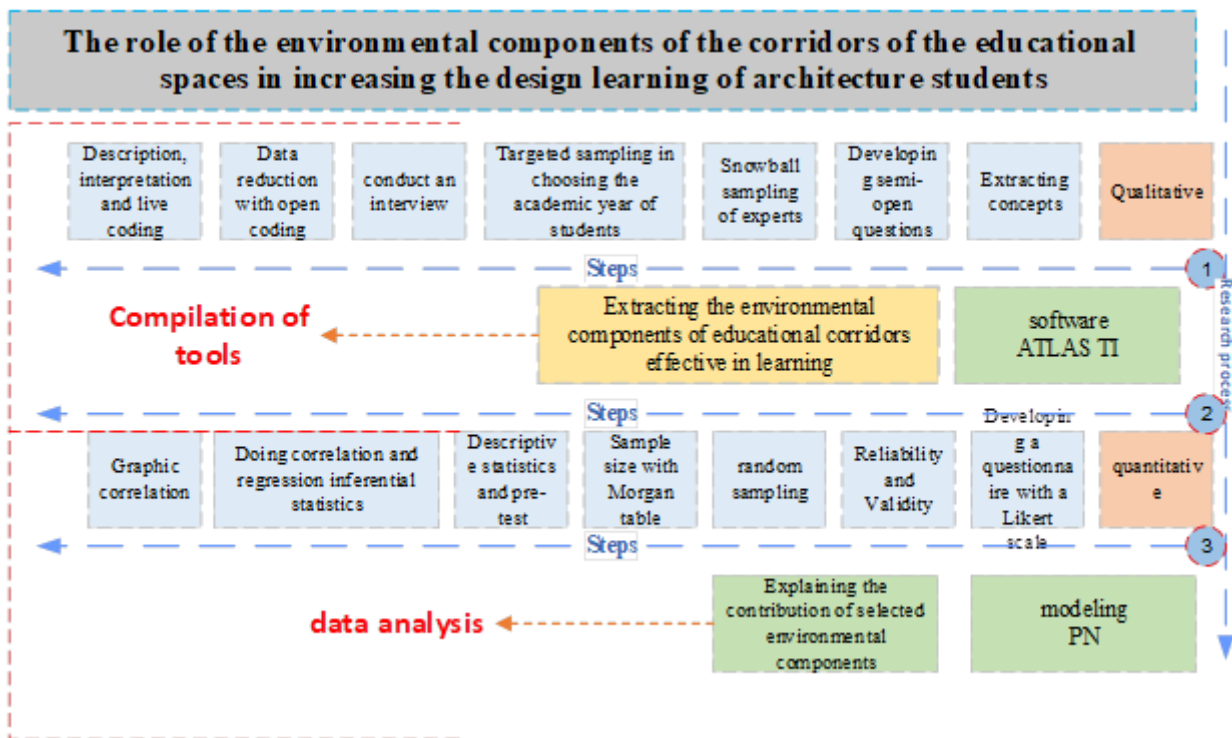 The role of the environmental components of the corridors of the educational
spaces in increasing the design learning of architecture students
Description,
interpretation
and live
coding
Data
reduction
with open
coding
conduct an
interview
Targeted sampling in
choosing the
academic year of
students
Snowball
sampling
of experts
Developin
g semi-
open
questions
Extracting
concepts
Qualitative
Steps
1
Research process
Compilation of
tools
Extracting the environmental
components of educational corridors
effective in learning
software
ATLAS TI
Steps
2
Graphic
correlation
Doing correlation and
regression inferential
statistics
Descriptiv
e statistics
and pre-
test
Sample
size with
Morgan
table
random
sampling
Reliability
and
Validity
Developin
g a
questionna
ire with a
Likert
scale
quantitativ
e
Steps
3
data analysis
Explaining the
contribution of selected
environmental
components
modeling
PN